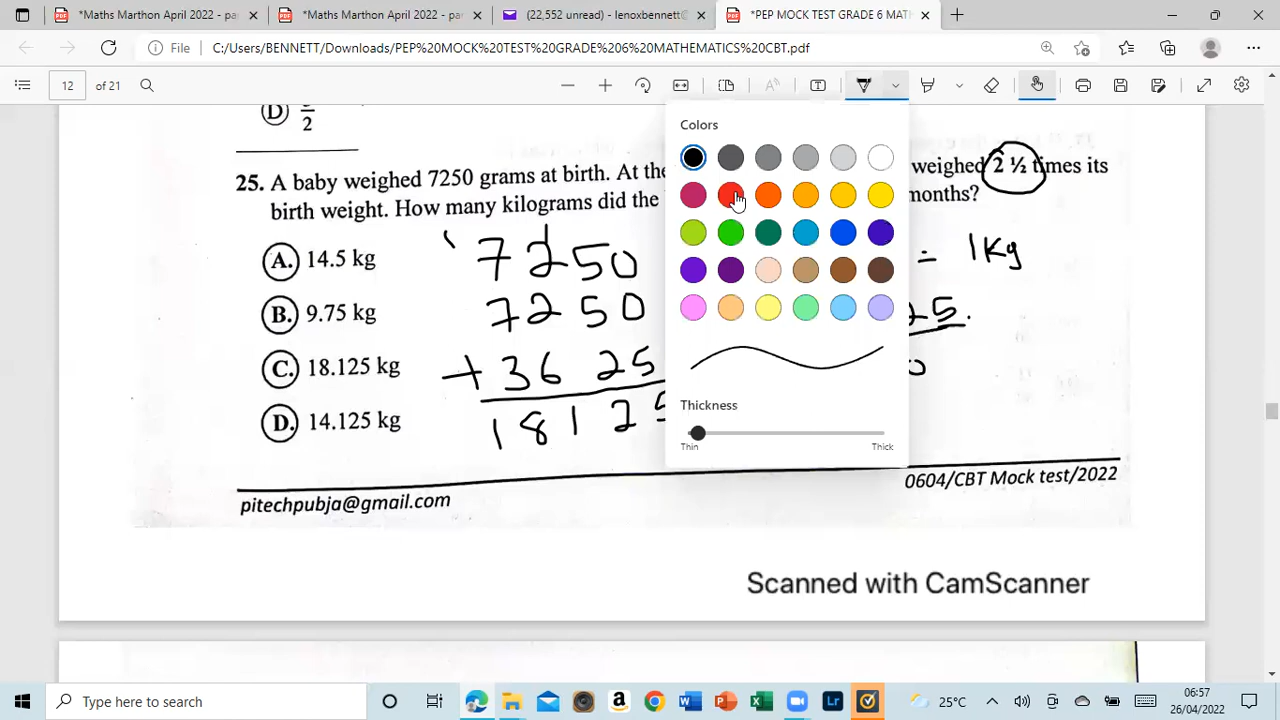 *Maths Marthon April 2022 -
*Maths Marthon April 2022 -
(22,552 unread) - lenoxbennett@
*PEP MOCK TEST GRADE 6 MATH
File
C:/Users/BENNETT/Downloads/PEP%20MOCK%20TEST%20GRADE%206%20MATHEMATICS%20CBT.pdf
12 of 21
(D) 2
25. A baby weighed 7250 grams at birth. At the weighed 2 ½ times its
birth weight. How many kilograms did the months?
A. 14.5 kg
B. 9.75 kg
C. 18.125 kg
D. 14.125 kg
7250
7250
+ 3625
18125
= 1Kg
Colors
Thickness
Thin Thick
pitechpubja@gmail.com
0604/CBT Mock test/2022
Scanned with CamScanner
Type here to search
25°C
06:57
26/04/2022